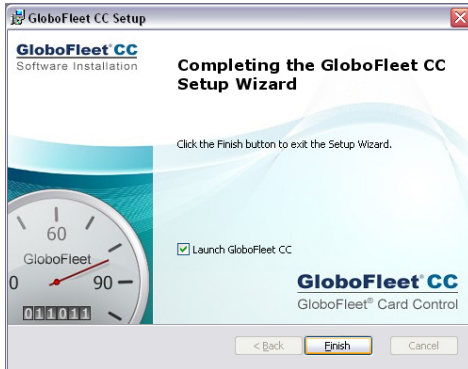 GloboFleet CC Setup
GloboFleet® CC
Software Installation
Completing the GloboFleet CC
Setup Wizard
Click the Finish button to exit the Setup Wizard.
60
GloboFleet
0 90
011011
Launch GloboFleet CC
GloboFleet® CC
GloboFleet® Card Control
< Back Finish Cancel